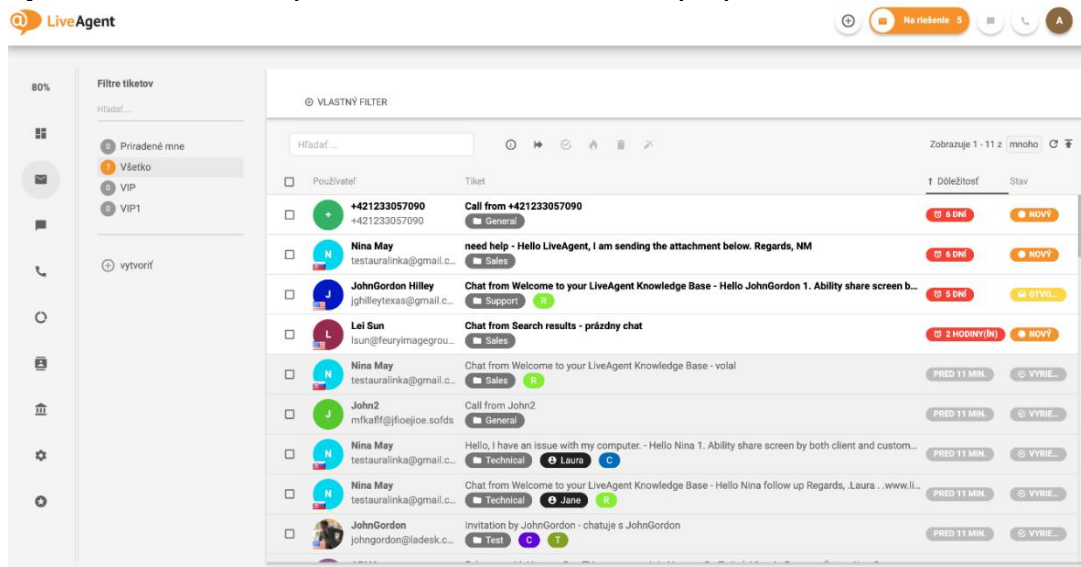 LiveAgent
Na riešenie 5
A
80%
Filtre tiketov
Hľadať ...
0 Priradené mne
7 Všetko
0 VIP
0 VIP1
vytvoriť
VLASTNÝ FILTER
Hľadať ...
Zobrazuje 1 - 11 z mnoho
Používateľ Tiket ↑ Dôležitosť Stav
+ +421233057090 Call from +421233057090
+421233057090 General 6 DNÍ NOVÝ
N Nina May need help - Hello LiveAgent, I am sending the attachment below. Regards, NM
testauralinka@gmail.c... Sales 6 DNÍ NOVÝ
J JohnGordon Hilley Chat from Welcome to your LiveAgent Knowledge Base - Hello JohnGordon 1. Ability share screen b...
jghilleytexas@gmail.c... Support R 5 DNÍ OTVO...
L Lei Sun Chat from Search results - prázdny chat
lsun@feuryimagegrou... Sales 2 HODINY(ÍN) NOVÝ
N Nina May Chat from Welcome to your LiveAgent Knowledge Base - volal
testauralinka@gmail.c... Sales R PRED 11 MIN. VYRIE...
J John2 Call from John2
mfkaflf@jfioejioe.sofds General PRED 11 MIN. VYRIE...
N Nina May Hello, I have an issue with my computer. - Hello Nina 1. Ability share screen by both client and custom...
testauralinka@gmail.c... Technical Laura C PRED 11 MIN. VYRIE...
N Nina May Chat from Welcome to your LiveAgent Knowledge Base - Hello Nina follow up Regards, .Laura . .www.li...
testauralinka@gmail.c... Technical Jane R PRED 11 MIN. VYRIE...
JohnGordon Invitation by JohnGordon - chatuje s JohnGordon
johngordon@ladesk.c... Test C T PRED 11 MIN. VYRIE...